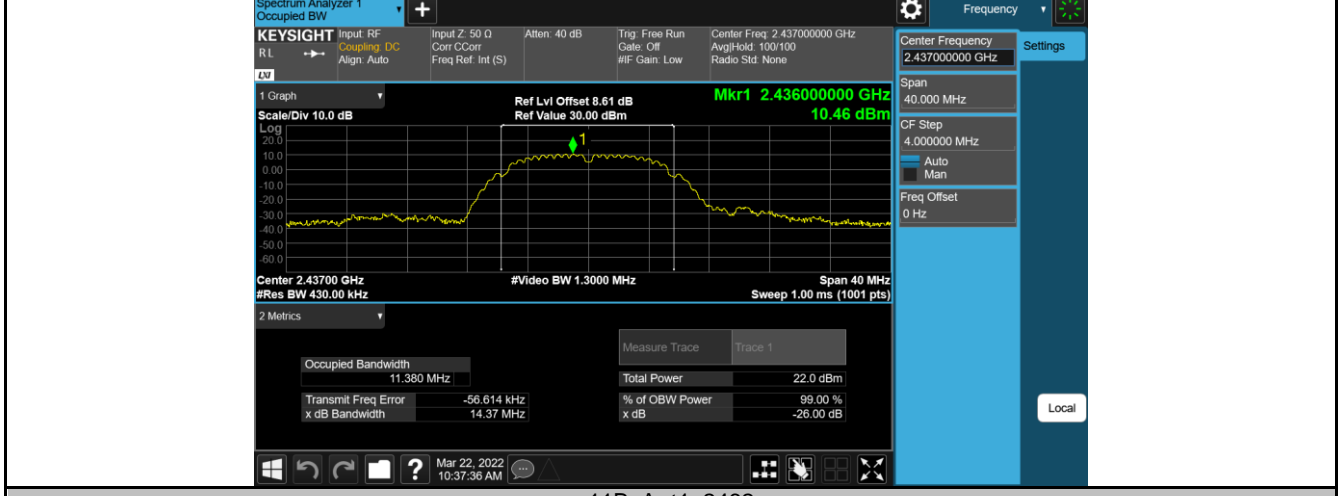 Spectrum Analyzer 1
Occupied BW
Frequency
KEYSIGHT Input: RF Input Z: 50 Ω Atten: 40 dB Trig: Free Run Center Freq: 2.437000000 GHz
R L Coupling: DC Corr CCorr Gate: Off Avg|Hold: 100/100
Align: Auto Freq Ref: Int (S) #IF Gain: Low Radio Std: None
LXI
Center Frequency
2.437000000 GHz
Settings
Span
40.000 MHz
CF Step
4.000000 MHz
Auto
Man
Freq Offset
0 Hz
Local
1 Graph
Ref Lvl Offset 8.61 dB
Mkr1 2.436000000 GHz
Scale/Div 10.0 dB
Ref Value 30.00 dBm
10.46 dBm
Log
20.0
10.0
0.00
-10.0
-20.0
-30.0
-40.0
-50.0
-60.0
1
Center 2.43700 GHz #Video BW 1.3000 MHz Span 40 MHz
#Res BW 430.00 kHz Sweep 1.00 ms (1001 pts)
2 Metrics
Measure Trace Trace 1
Occupied Bandwidth
11.380 MHz
Total Power 22.0 dBm
Transmit Freq Error -56.614 kHz % of OBW Power 99.00 %
x dB Bandwidth 14.37 MHz x dB -26.00 dB
Mar 22, 2022
10:37:36 AM